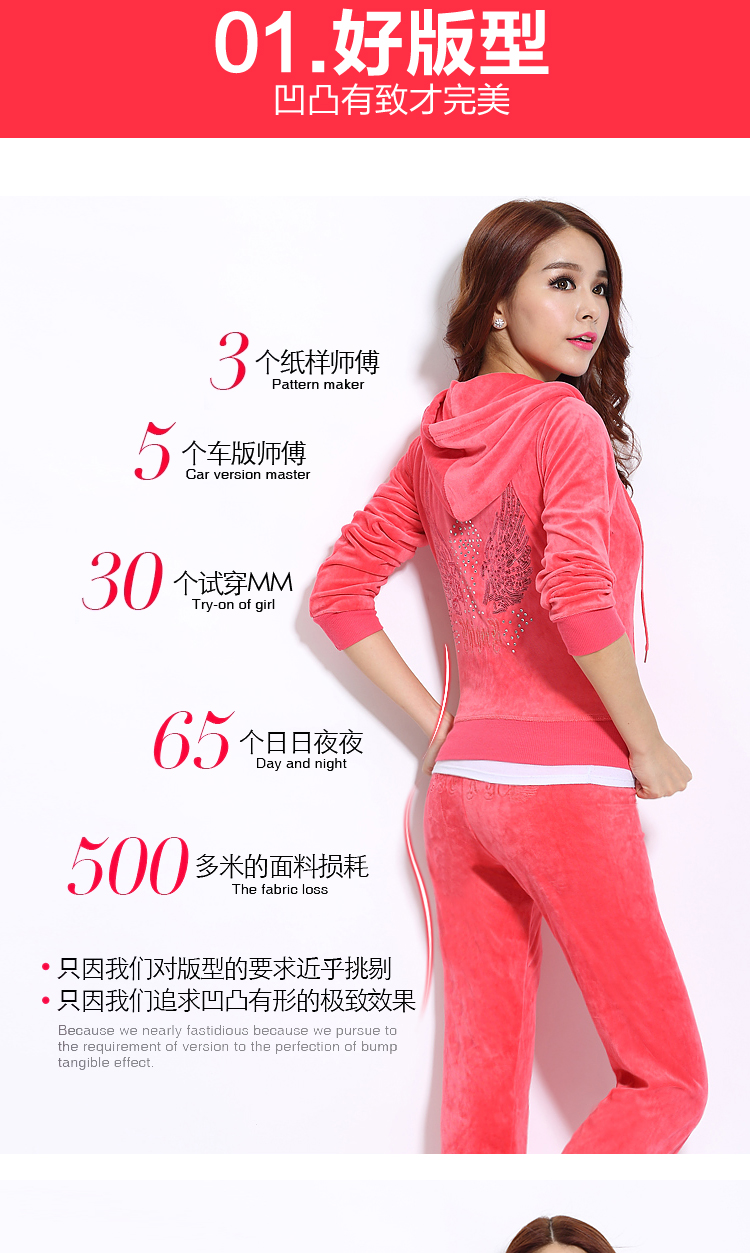 01.好版型
凹凸有致才完美
3个纸样师傅
Pattern maker
5个车版师傅
Car version master
30个试穿MM
Try-on of girl
65个日日夜夜
Day and night
500多米的面料损耗
The fabric loss
• 只因我们对版型的要求近乎挑剔
• 只因我们追求凹凸有形的极致效果
Because we nearly fastidious because we pursue to
the requirement of version to the perfection of bump
tangible effect.